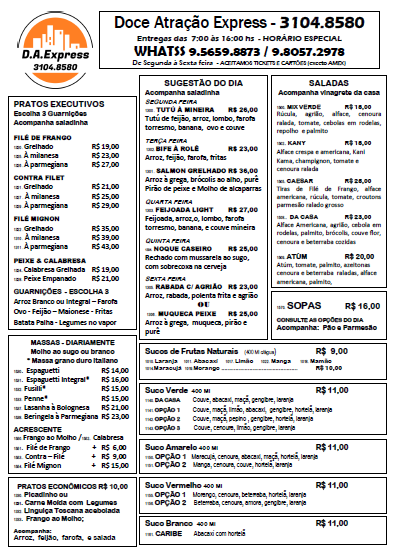 D.A.Express
3104.8580
Doce Atração Express - 3104.8580
Entregas das 7:00 às 16:00 hs - HORÁRIO ESPECIAL
WHATSS 9.5659.8873 / 9.8057.2978
De Segunda à Sexta feira - ACEITAMOS TICKETS E CARTÕES (exceto AMEX)
PRATOS EXECUTIVOS
Escolha 3 Guarnições
Acompanha saladinha
FILÉ DE FRANGO
Grelhado R$ 19,00
À milanesa R$ 23,00
À parmegiana R$ 27,00
CONTRA FILET
Grelhado R$ 21,00
À milanesa R$ 25,00
À parmegiana R$ 29,00
FILÉ MIGNON
Grelhado R$ 35,00
À milanesa R$ 39,00
À parmegiana R$ 43,00
PEIXE & CALABRESA
Calabresa Grelhada R$ 19,00
Peixe Empanado R$ 21,00
GUARNIÇÕES - ESCOLHA 3
Arroz Branco ou Integral – Farofa
Ovo - Feijão – Maionese - Fritas
Batata Palha - Legumes no vapor
MASSAS - DIARIAMENTE
Molho ao sugo ou branco
* Massa grano duro italiano
Espaguetti R$ 14,00
Espaguetti Integral* R$ 16,00
Fusilli* R$ 15,00
Penne* R$ 15,00
Lasanha à Bolognesa R$ 21,00
Beringela à Parmegiana R$ 23,00
ACRESCENTE
Frango ao Molho / Calabresa
Filé de Frango + R$ 6,00
Contra – Filé + R$ 9,00
Filé Mignon + R$ 15,00
PRATOS ECONÔMICOS R$ 10,00
Picadinho ou
Carne Moída com Legumes
Linguiça Toscana acebolada
Frango ao Molho;
Acompanha:
Arroz, feijão, farofa, e salada
SUGESTÃO DO DIA
Acompanha saladinha
SEGUNDA FEIRA
TUTÚ À MINEIRA R$ 26,00
Tutú de feijão, arroz, lombo, farofa
torresmo, banana, ovo e couve
TERÇA FEIRA
BIFE À ROLÊ R$ 23,00
Arroz, feijão, farofa, fritas
SALMON GRELHADO R$ 36,00
Arroz à grega, brócolis ao alho, purê
Pirão de peixe e Molho de alcaparras
QUARTA FEIRA
FEIJOADA LIGHT R$ 27,00
Feijoada, arroz,o, lombo, farofa
torresmo, banana, e couve mineira
QUINTA FEIRA
NOQUE CASEIRO R$ 25,00
Rechado com mussarela ao sugo,
com sobrecoxa na cerveja
SEXTA FEIRA
RABADA C/ AGRIÃO R$ 23,00
Arroz, rabada, polenta frita e agrião
OU
MUQUECA PEIXE R$ 25,00
Arroz à grega, muqueca, pirão e
purê
SALADAS
Acompanha vinagrete da casa
MIX VERDE R$ 18,00
Rúcula, agrião, alface, cenoura
ralada, tomate, cebolas em rodelas,
repolho e palmito
KANY R$ 18,00
Alface crespa e americana, Kani
Kama, champignon, tomate e
cenoura ralada
CAESAR R$ 28,00
Tiras de Filé de Frango, alface
americana, rúcula, tomate, croutons
parmesão ralado grosso
DA CASA R$ 23,00
Alface Americana, agrião, cebola em
rodelas, palmito, brócolis, couve flor,
cenoura e beterraba cozidas
ATÚM R$ 20,00
Atúm, tomate, palmito, azeitonas
cenoura e beterraba raladas, alface
americana, palmito,
SOPAS R$ 16,00
CONSULTE AS OPÇÕES DO DIA
Acompanha: Pão e Parmesão
Sucos de Frutas Naturais (400 Ml c/água) R$ 9,00
Laranja Abacaxi Limão Manga Mamão
Maracujá Morango R$ 10,00
Suco Verde 400 Ml R$ 11,00
DA CASA Couve, abacaxi, maçã, gengibre, laranja
OPÇÃO 1 Couve, maçã, limão, abacaxi, gengibre, hortelã, laranja
OPÇÃO 2 Couve, maçã, pepino , gengibre, hortelã, limão
OPÇÃO 3 Couve, cenoura, limão, gengibre, hortelã, laranja
Suco Amarelo 400 Ml R$ 11,00
OPÇÃO 1 Maracujá, cenoura, maçã, abacaxi, gengibre, laranja
OPÇÃO 2 Manga, cenoura, couve, hortelã, laranja
Suco Vermelho 400 Ml R$ 11,00
OPÇÃO 1 Morango, cenoura, beterraba, hortelã, laranja
OPÇÃO 2 Beterraba, cenoura, amora, gengibre, laranja
Suco Branco 400 Ml R$ 11,00
CARIBE Abacaxi com hortelã